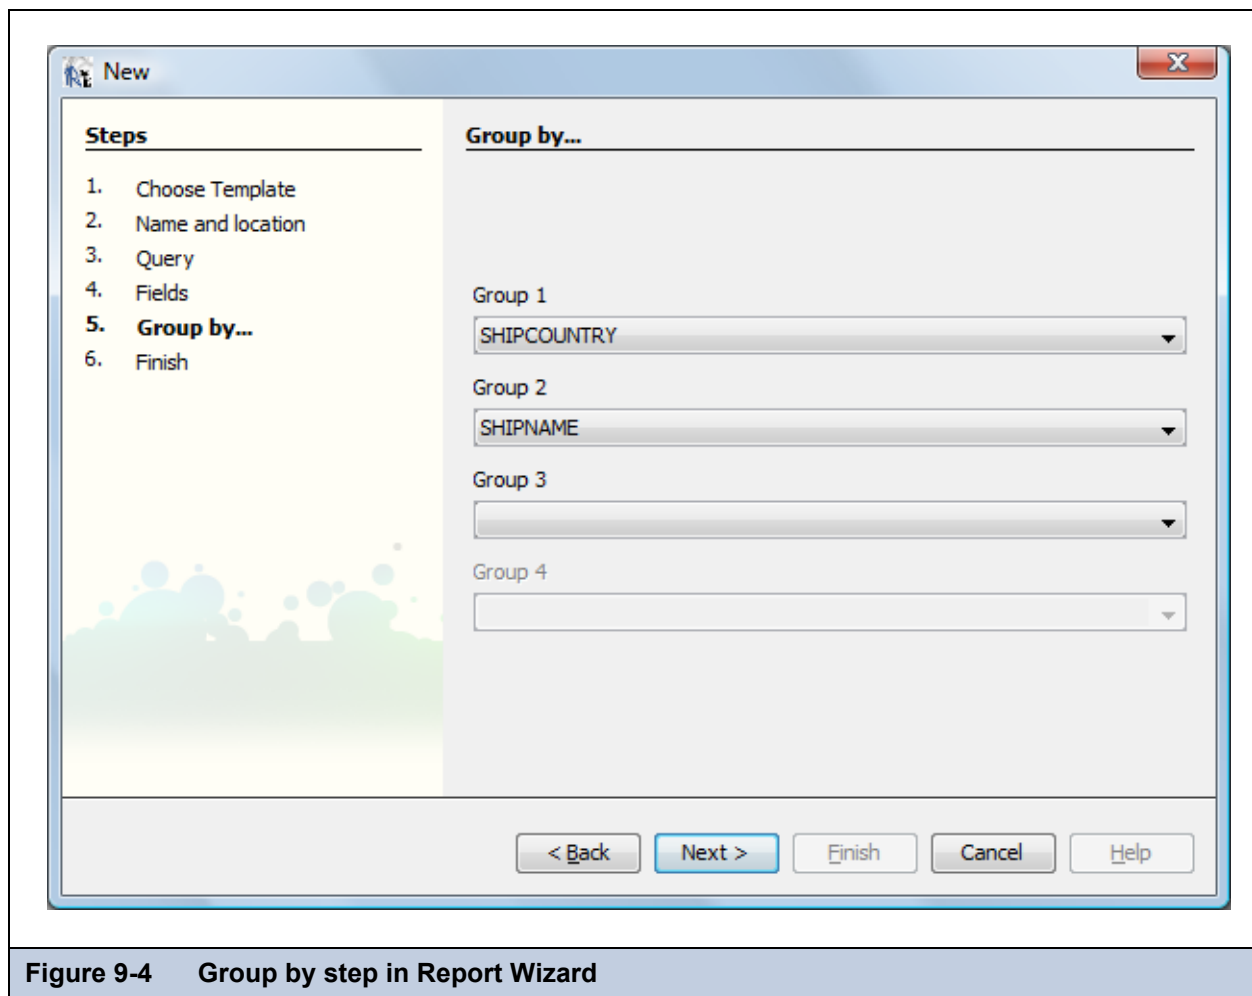 New
X
Steps
1. Choose Template
2. Name and location
3. Query
4. Fields
5. Group by...
6. Finish
Group by...
Group 1
SHIPCOUNTRY
Group 2
SHIPNAME
Group 3
Group 4
< Back Next > Finish Cancel Help
Figure 9-4 Group by step in Report Wizard